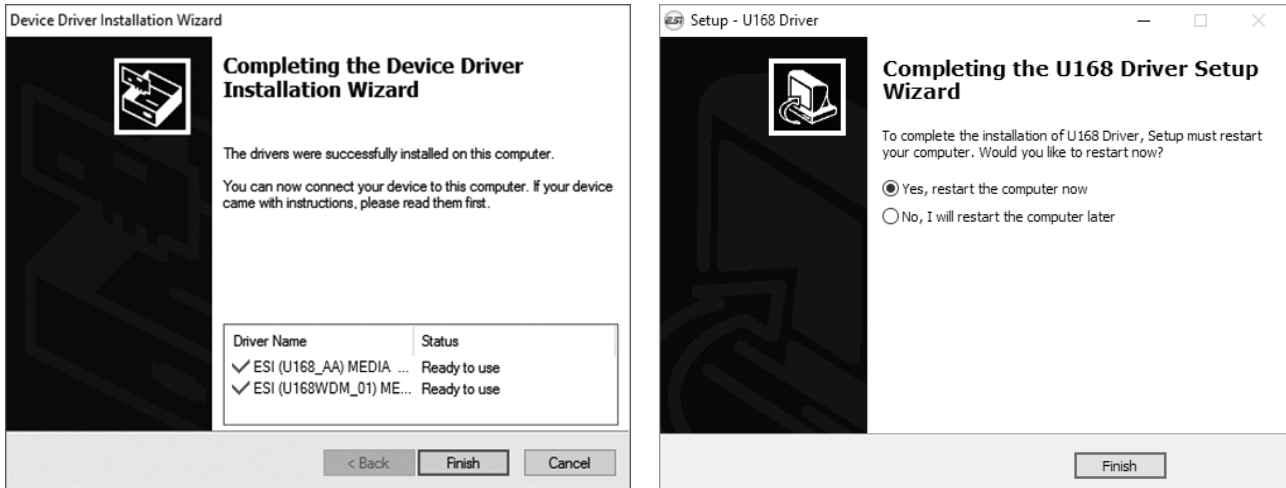 Device Driver Installation Wizard
Completing the Device Driver
Installation Wizard
The drivers were successfully installed on this computer.
You can now connect your device to this computer. If your device
came with instructions, please read them first.
Driver Name Status
ESI (U168_AA) MEDIA ... Ready to use
ESI (U168WDM_01) ME... Ready to use
< Back Finish Cancel
ESI Setup - U168 Driver
Completing the U168 Driver Setup
Wizard
To complete the installation of U168 Driver, Setup must restart
your computer. Would you like to restart now?
Yes, restart the computer now
No, I will restart the computer later
Finish